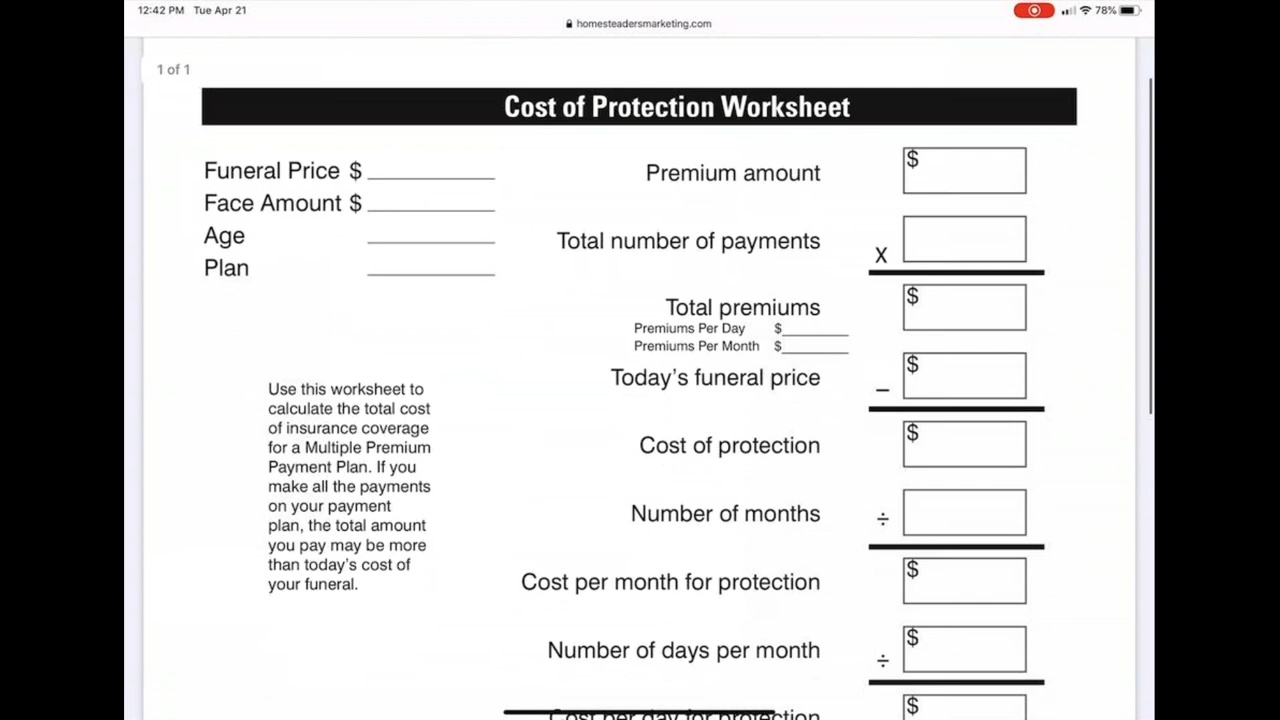 12:42 PM Tue Apr 21
78%
homesteadersmarketing.com
1 of 1
Cost of Protection Worksheet
Funeral Price $
Face Amount $
Age
Plan
Use this worksheet to
calculate the total cost
of insurance coverage
for a Multiple Premium
Payment Plan. If you
make all the payments
on your payment
plan, the total amount
you pay may be more
than today's cost of
your funeral.
Premium amount $
Total number of payments X
Total premiums $
Premiums Per Day $
Premiums Per Month $
Today's funeral price – $
Cost of protection $
Number of months ÷
Cost per month for protection $
Number of days per month ÷ $
Cost per day for protection $